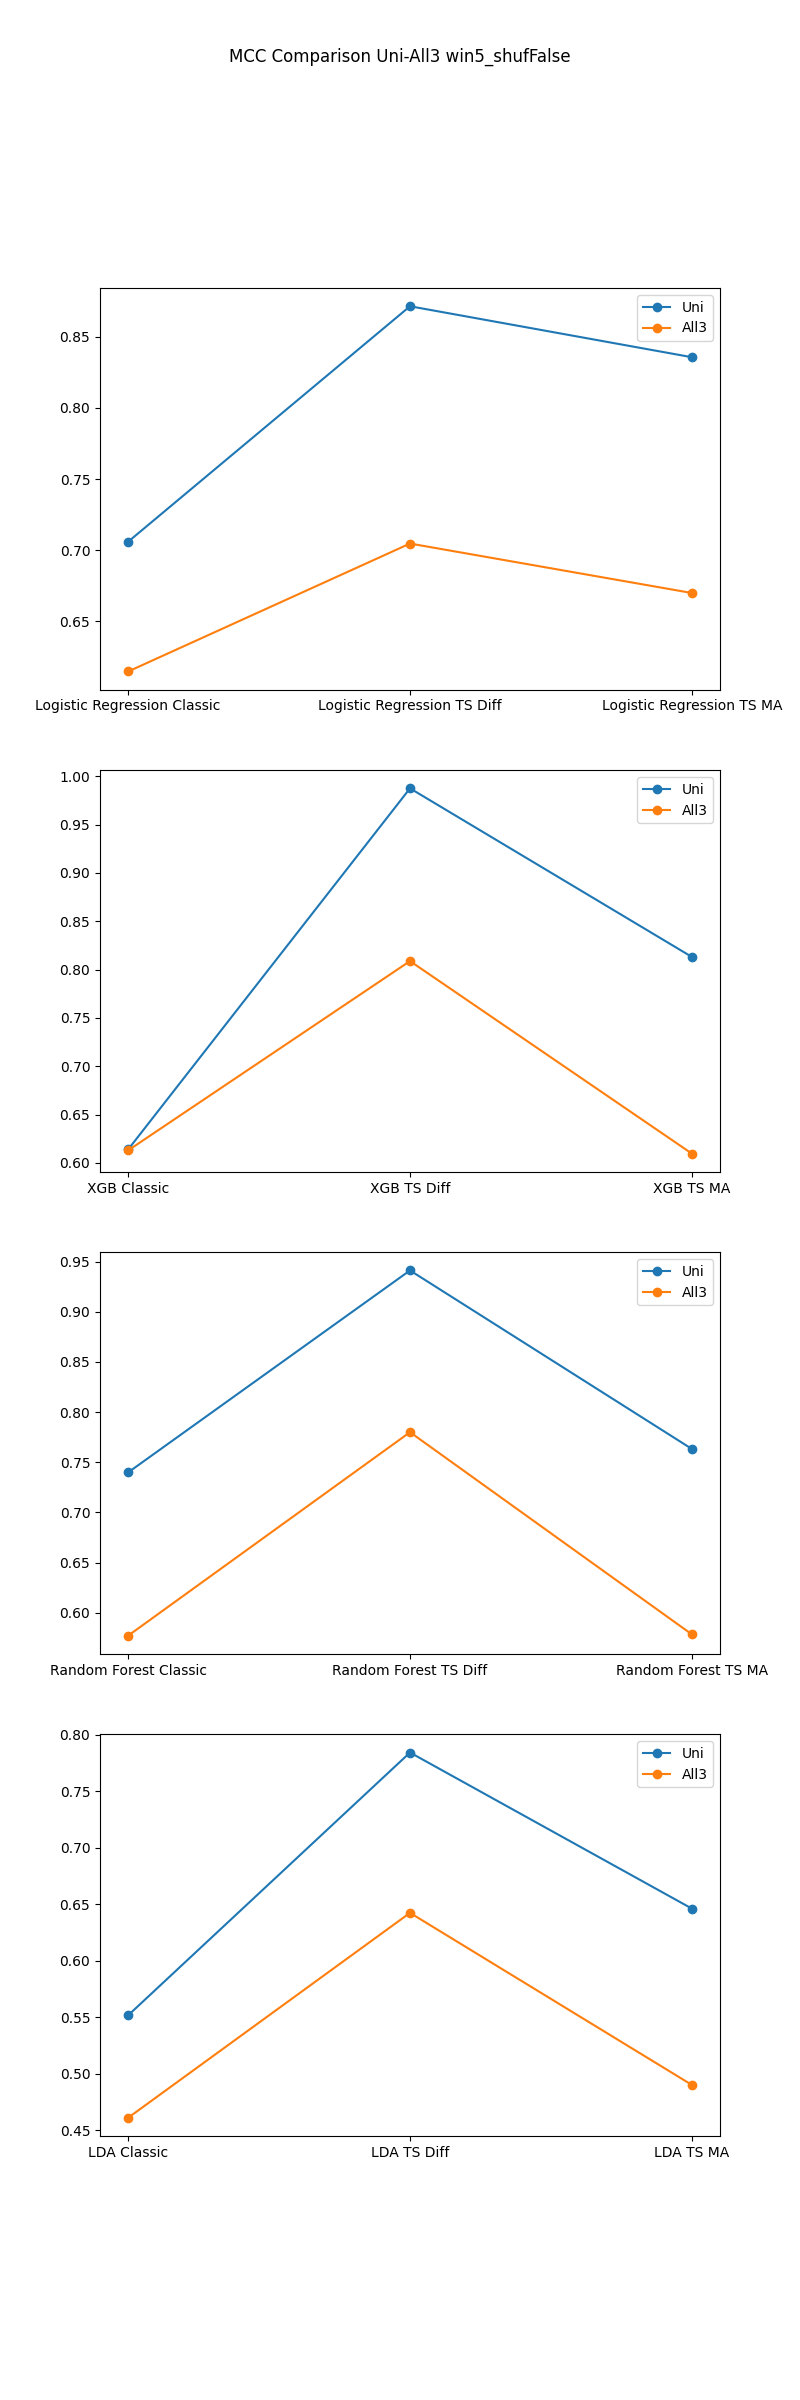 MCC Comparison Uni-All3 win5_shufFalse
Uni
All3
0.85
0.80
0.75
0.70
0.65
Logistic Regression Classic
Logistic Regression TS Diff
Logistic Regression TS MA
Uni
All3
1.00
0.95
0.90
0.85
0.80
0.75
0.70
0.65
0.60
XGB Classic
XGB TS Diff
XGB TS MA
Uni
All3
0.95
0.90
0.85
0.80
0.75
0.70
0.65
0.60
Random Forest Classic
Random Forest TS Diff
Random Forest TS MA
Uni
All3
0.80
0.75
0.70
0.65
0.60
0.55
0.50
0.45
LDA Classic
LDA TS Diff
LDA TS MA